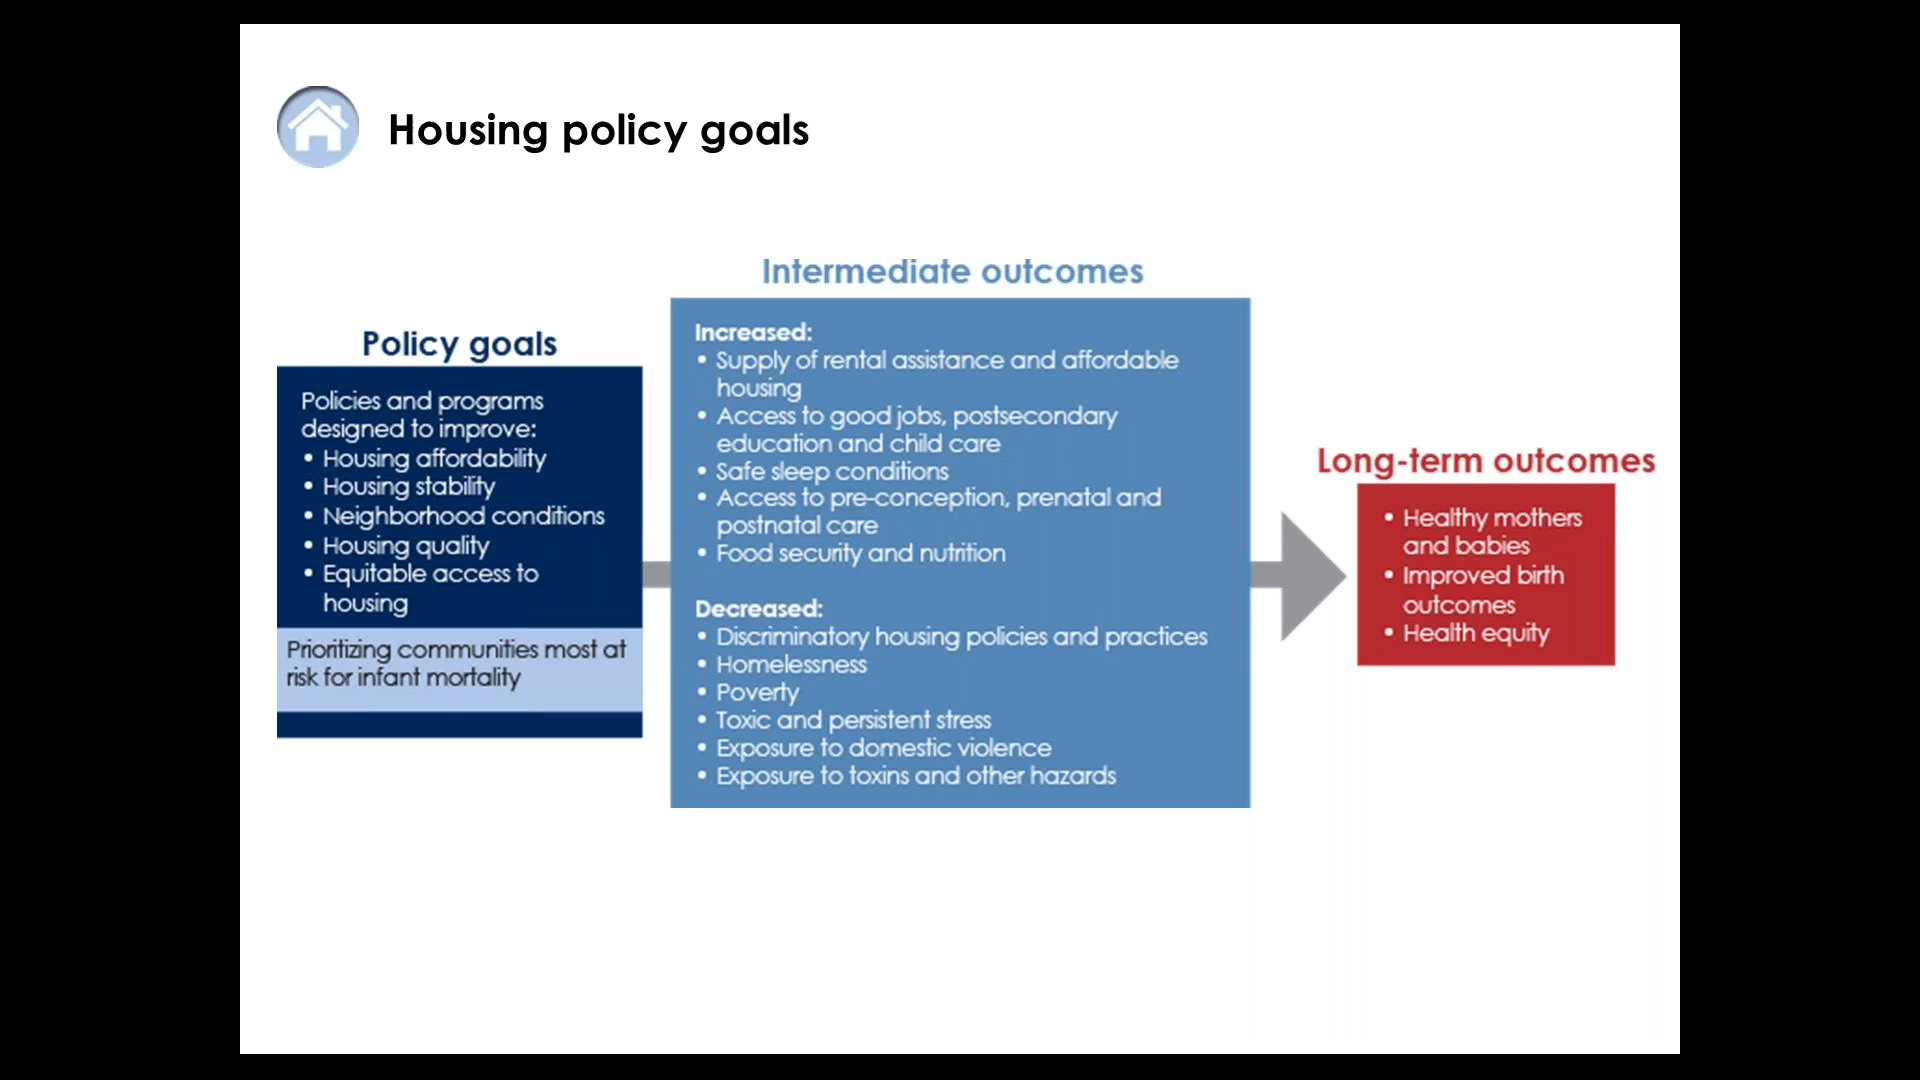 Housing policy goals
Policy goals
Policies and programs
designed to improve:
• Housing affordability
• Housing stability
• Neighborhood conditions
• Housing quality
• Equitable access to
housing
Prioritizing communities most at
risk for infant mortality
Intermediate outcomes
Increased:
• Supply of rental assistance and affordable
housing
• Access to good jobs, postsecondary
education and child care
• Safe sleep conditions
• Access to pre-conception, prenatal and
postnatal care
• Food security and nutrition
Decreased:
• Discriminatory housing policies and practices
• Homelessness
• Poverty
• Toxic and persistent stress
• Exposure to domestic violence
• Exposure to toxins and other hazards
Long-term outcomes
• Healthy mothers
and babies
• Improved birth
outcomes
• Health equity